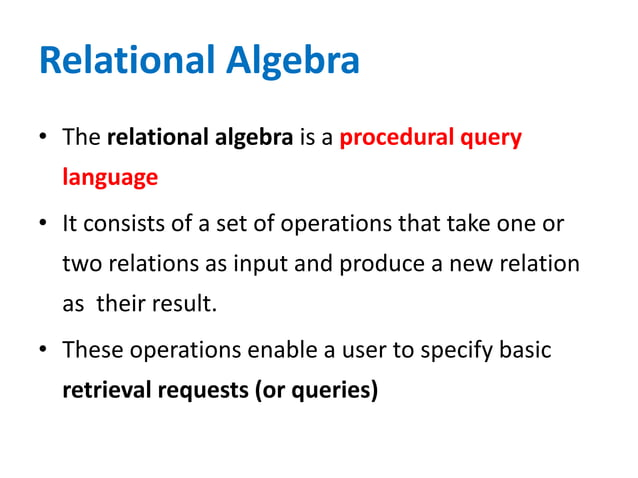 Relational Algebra
• The relational algebra is a procedural query
language
• It consists of a set of operations that take one or
two relations as input and produce a new relation
as  their result.
• These operations enable a user to specify basic
retrieval requests (or queries)